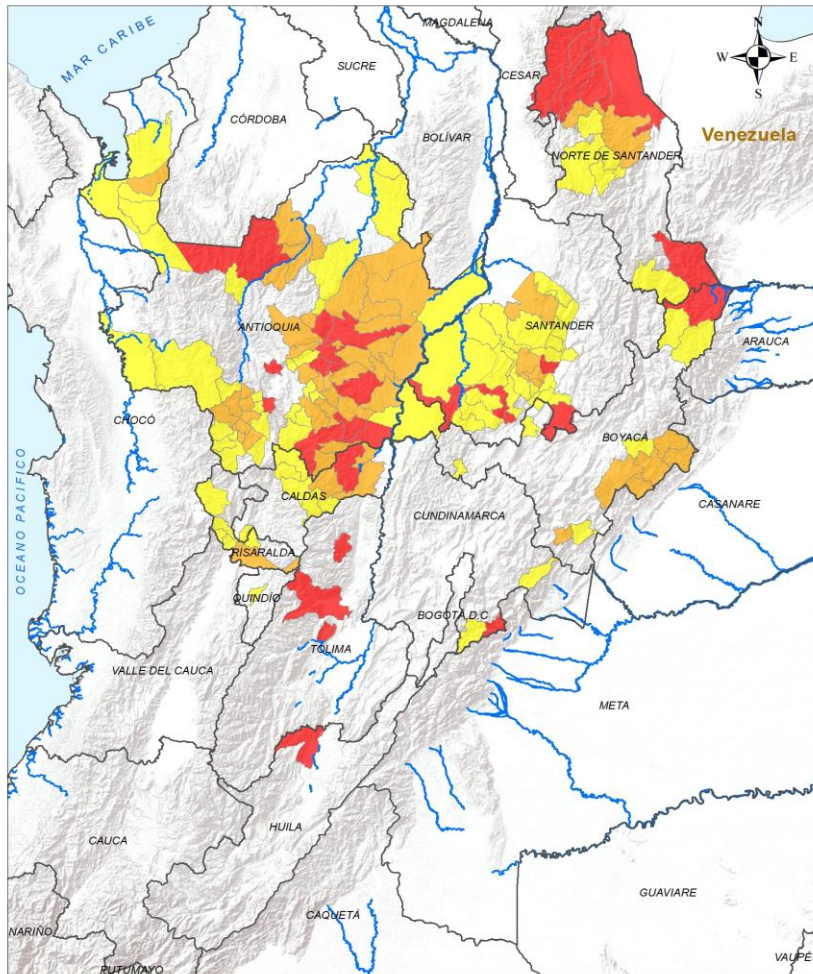 MAGDALENA
MAR CARIBE
N
W E
S
SUCRE
CESAR
CÓRDOBA
BOLÍVAR
Venezuela
NORTE DE SANTANDER
ANTIOQUIA
SANTANDER
ARAUCA
CHOCÓ
BOYACÁ
OCEANO PACIFICO
CALDAS
CUNDINAMARCA
CASANARE
RISARALDA
QUINDÍO
BOGOTÁ D.C
TOLIMA
VALLE DEL CAUCA
META
HUILA
CAUCA
GUAVIARE
CAQUETÁ
NARIÑO
PUTUMAYO
VAUPÉ